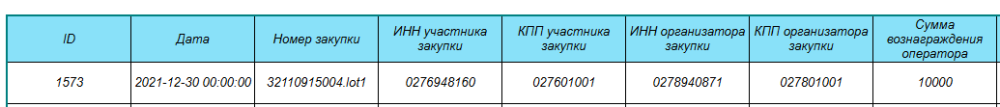 ID
Дата
Номер закупки
ИНН участника
закупки
КПП участника
закупки
ИНН организатора
закупки
КПП организатора
закупки
Сумма
вознаграждения
оператора
1573
2021-12-30 00:00:00
32110915004.lot1
0276948160
027601001
0278940871
027801001
10000